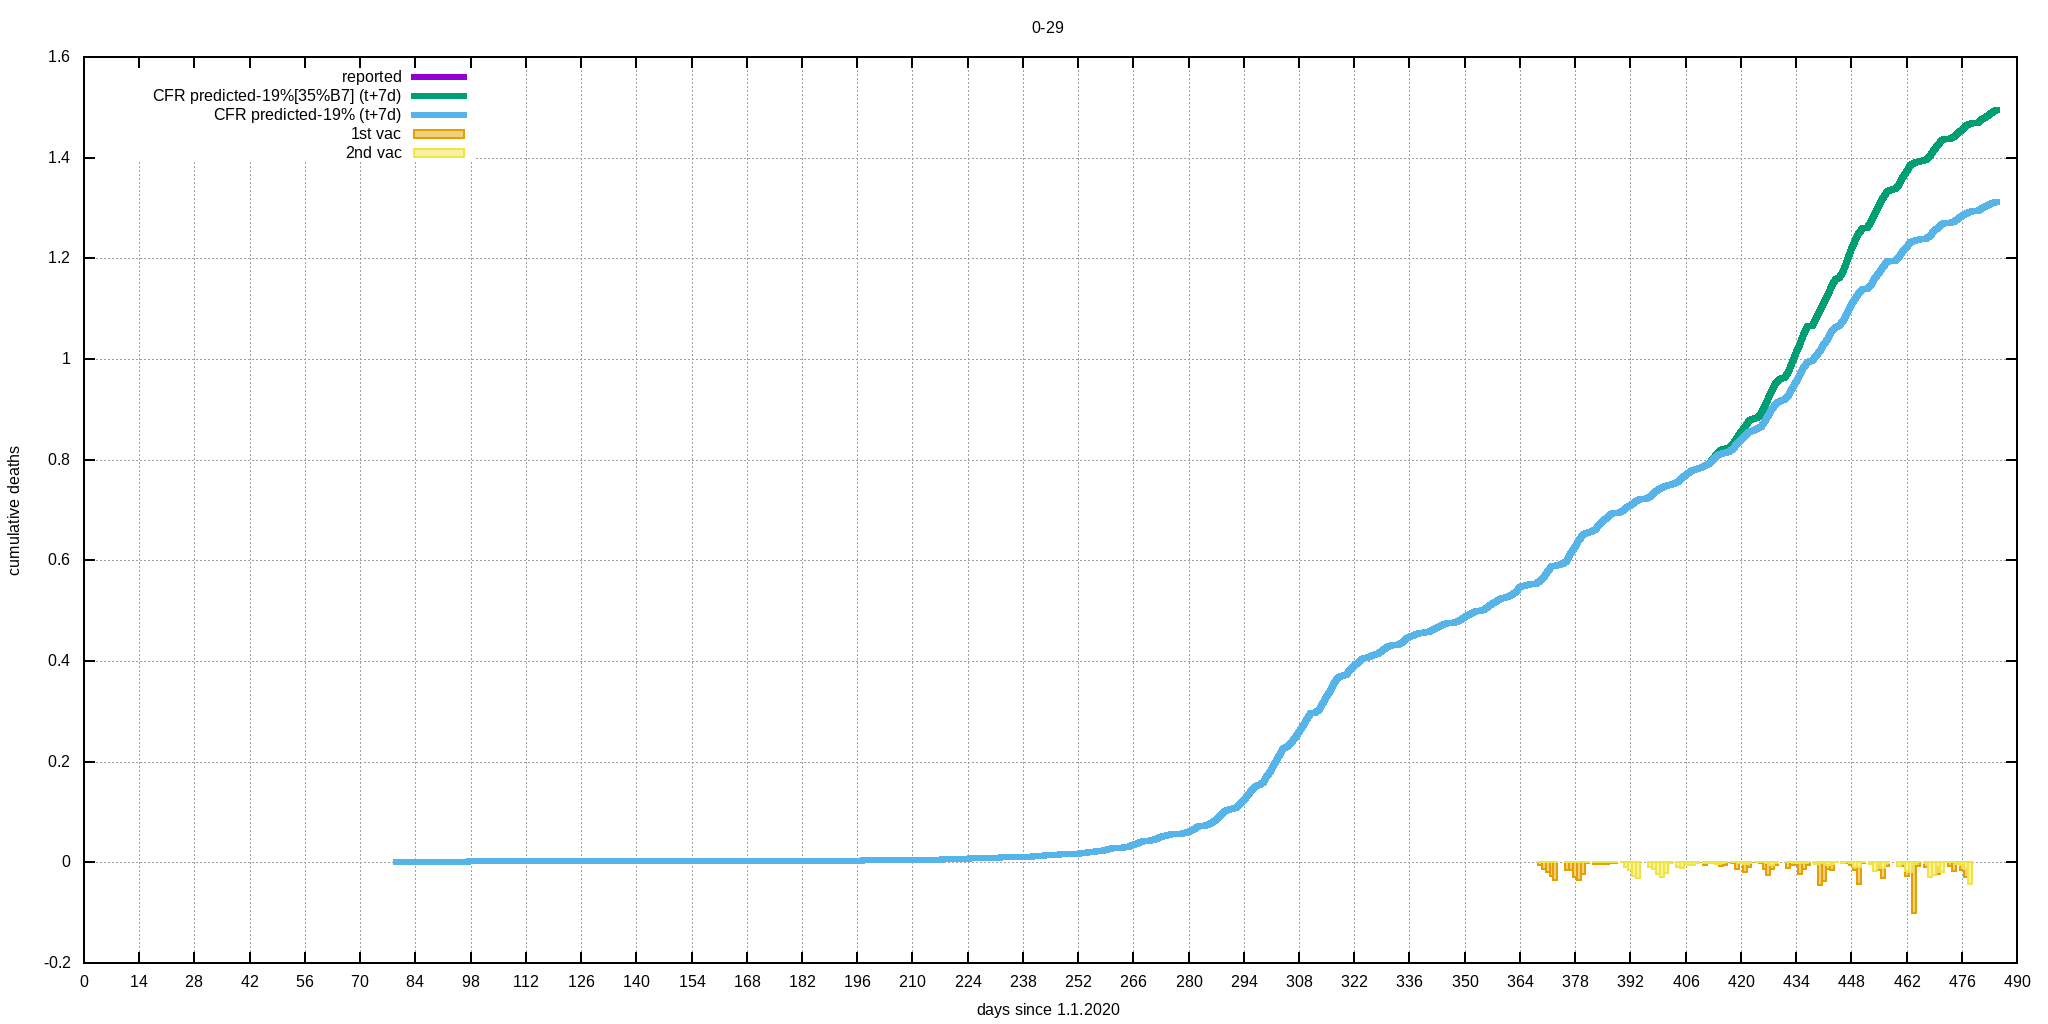 0-29
1.6
1.4
1.2
1
0.8
0.6
0.4
0.2
0
-0.2
reported
CFR predicted-19%[35%B7] (t+7d)
CFR predicted-19% (t+7d)
1st vac
2nd vac
cumulative deaths
0 14 28 42 56 70 84 98 112 126 140 154 168 182 196 210 224 238 252 266 280 294 308 322 336 350 364 378 392 406 420 434 448 462 476 490
days since 1.1.2020